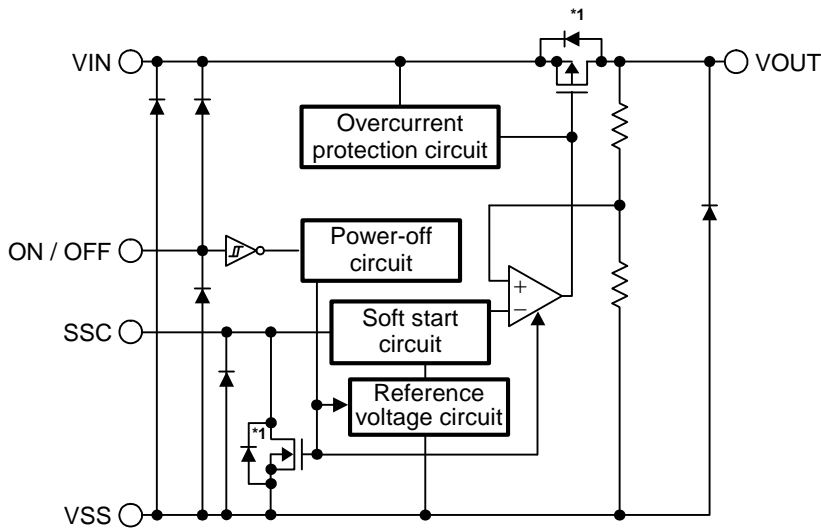 *1
VIN
VOUT
Overcurrent
protection circuit
ON / OFF
Power-off
circuit
+
−
SSC
Soft start
circuit
Reference
voltage circuit
*1
VSS